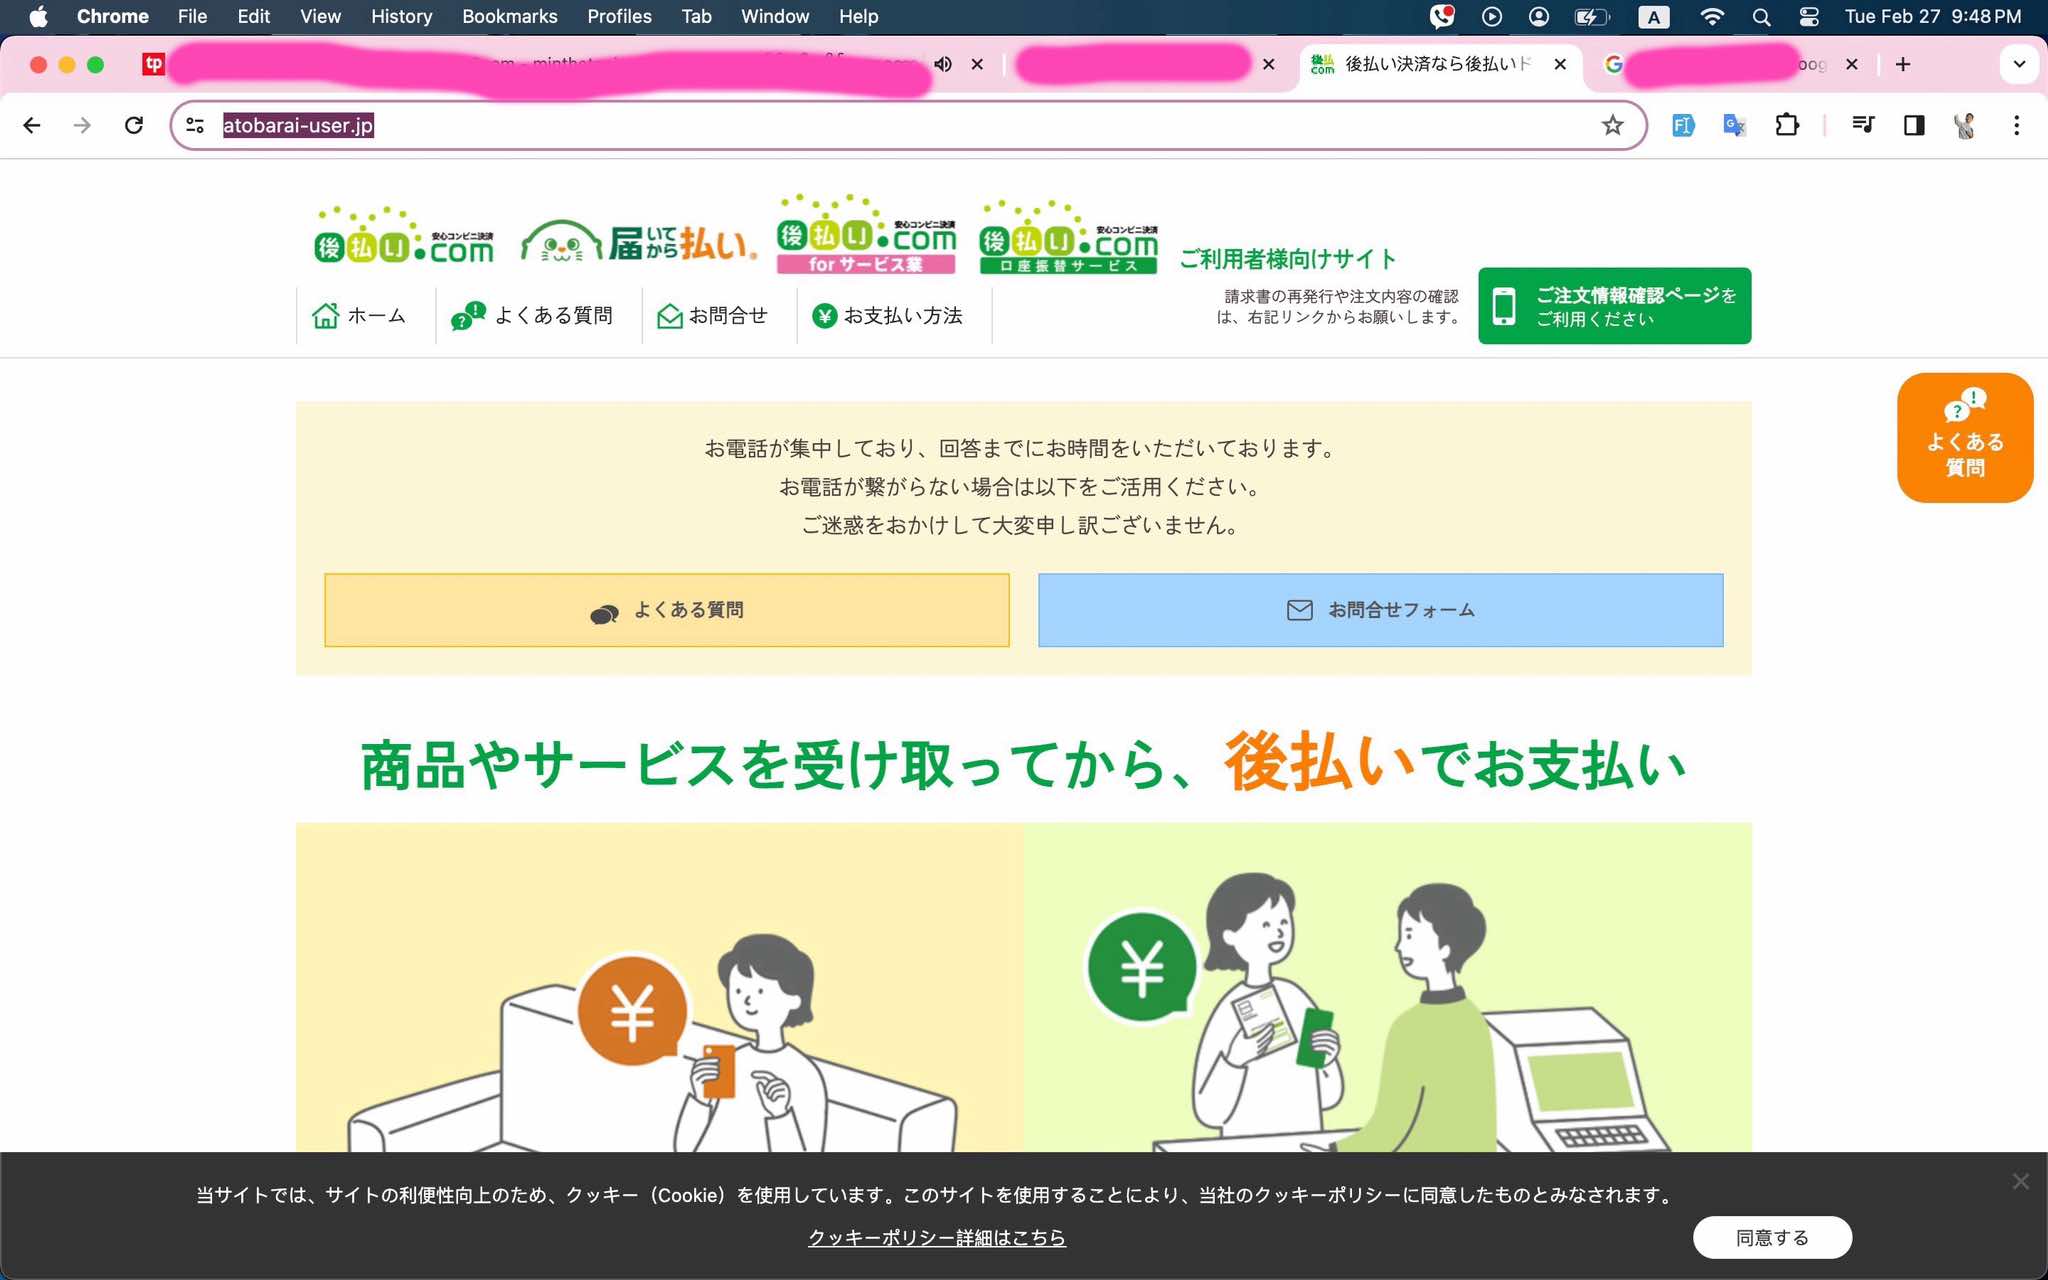 Chrome File Edit View History Bookmarks Profiles Tab Window Help A Tue Feb 27 9:48 PM
tp 後払い.com 後払い決済なら後払いド G
atobarai-user.jp
後払い.com 安心コンビニ決済
届いてから払い。
後払い.com 安心コンビニ決済 for サービス業
後払い.com 安心コンビニ決済 口座振替サービス
ご利用者様向けサイト
ホーム よくある質問 お問合せ お支払い方法
請求書の再発行や注文内容の確認
は、右記リンクからお願いします。
ご注文情報確認ページを
ご利用ください
よくある
質問
お電話が集中しており、回答までにお時間をいただいております。
お電話が繋がらない場合は以下をご活用ください。
ご迷惑をおかけして大変申し訳ございません。
よくある質問 お問合せフォーム
商品やサービスを受け取ってから、後払いでお支払い
¥ ¥
当サイトでは、サイトの利便性向上のため、クッキー（Cookie）を使用しています。このサイトを使用することにより、当社のクッキーポリシーに同意したものとみなされます。
クッキーポリシー詳細はこちら
同意する